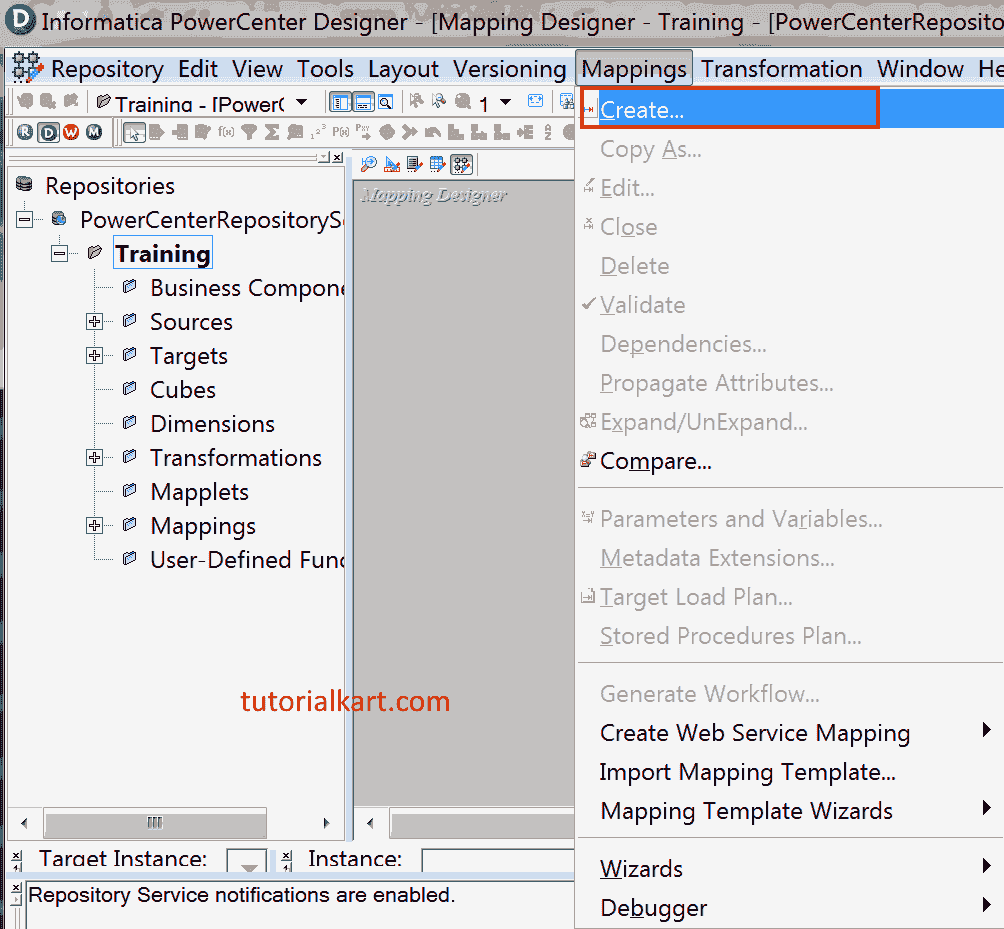 Informatica PowerCenter Designer - [Mapping Designer - Training - [PowerCenterReposito
Repository Edit View Tools Layout Versioning Mappings Transformation Window He
Training - [Power
1
Create...
Copy As...
Edit...
Close
Delete
Validate
Dependencies...
Propagate Attributes...
Expand/UnExpand...
Compare...
Parameters and Variables...
Metadata Extensions...
Target Load Plan...
Stored Procedures Plan...
Generate Workflow...
Create Web Service Mapping
Import Mapping Template...
Mapping Template Wizards
Wizards
Debugger
Repositories
PowerCenterRepositorySe
Training
Business Compone
Sources
Targets
Cubes
Dimensions
Transformations
Mapplets
Mappings
User-Defined Func
Mapping Designer
tutorialkart.com
Target Instance: Instance:
Repository Service notifications are enabled.